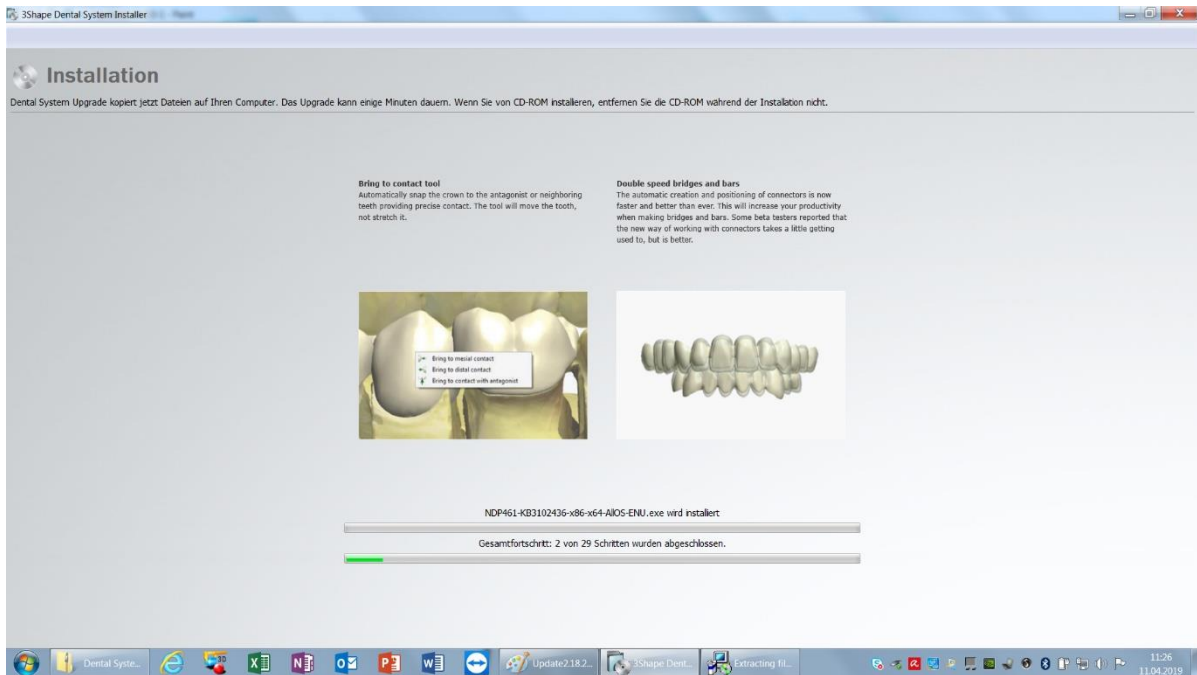 3Shape Dental System Installer
Installation
Dental System Upgrade kopiert jetzt Dateien auf Ihren Computer. Das Upgrade kann einige Minuten dauern. Wenn Sie von CD-ROM installieren, entfernen Sie die CD-ROM während der Installation nicht.
Bring to contact tool
Automatically snap the crown to the antagonist or neighboring
teeth providing precise contact. The tool will move the tooth,
not stretch it.
Double speed bridges and bars
The automatic creation and positioning of connectors is now
faster and better than ever. This will increase your productivity
when making bridges and bars. Some beta testers reported that
the new way of working with connectors takes a little getting
used to, but is better.
Bring to mesial contact
Bring to distal contact
Bring to contact with antagonist
NDP461-KB3102436-x86-x64-AllOS-ENU.exe wird installiert
Gesamtfortschritt: 2 von 29 Schritten wurden abgeschlossen.
Dental Syste...
Update2.18.2...
3Shape Dent...
Extracting fil...
11:26
11.04.2019